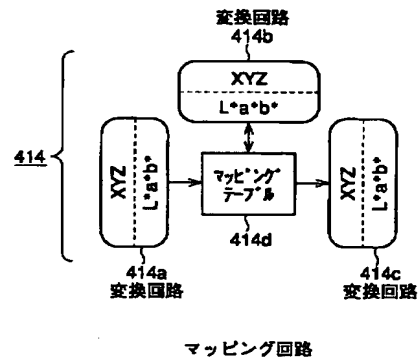 変換回路
414b
XYZ
L*a*b*
414
XYZ
L*a*b*
マッピング
テーブル
414d
XYZ
L*a*b*
414a
変換回路
414c
変換回路
マッピング回路